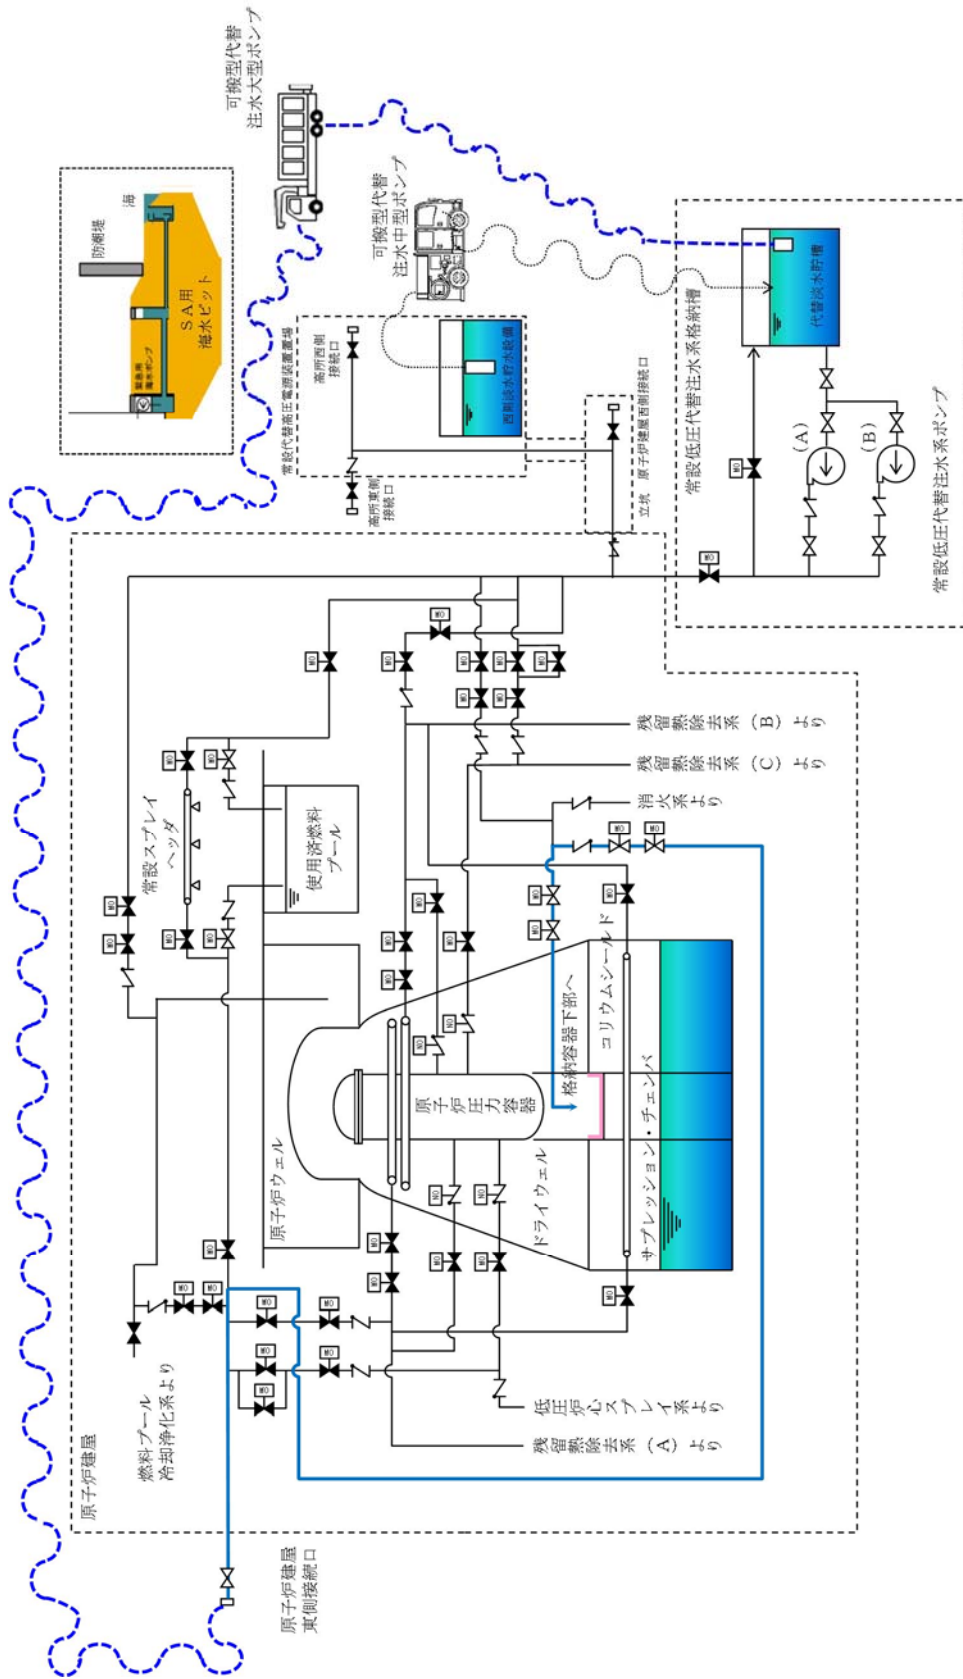 可搬型代替
注水大型ポンプ
防潮堤
海
SA用
海水ピット
緊急用
海水ポンプ
可搬型代替
注水中型ポンプ
常設代替高圧電源装置置場
高所西側
接続口
高所東側
接続口
西側淡水貯水設備
立坑
原子炉建屋西側接続口
常設低圧代替注水系格納槽
代替淡水貯槽
(A)
(B)
常設低圧代替注水系ポンプ
原子炉建屋
燃料プール
冷却浄化系より
原子炉建屋
東側接続口
常設スプレイ
ヘッダ
使用済燃料
プール
原子炉ウェル
原子炉圧力容器
ドライウェル
格納容器下部へ
コリウムシールド
サプレッション・チェンバ
残留熱除去系(B)より
残留熱除去系(C)より
消火系より
低圧炉心スプレイ系より
残留熱除去系(A)より